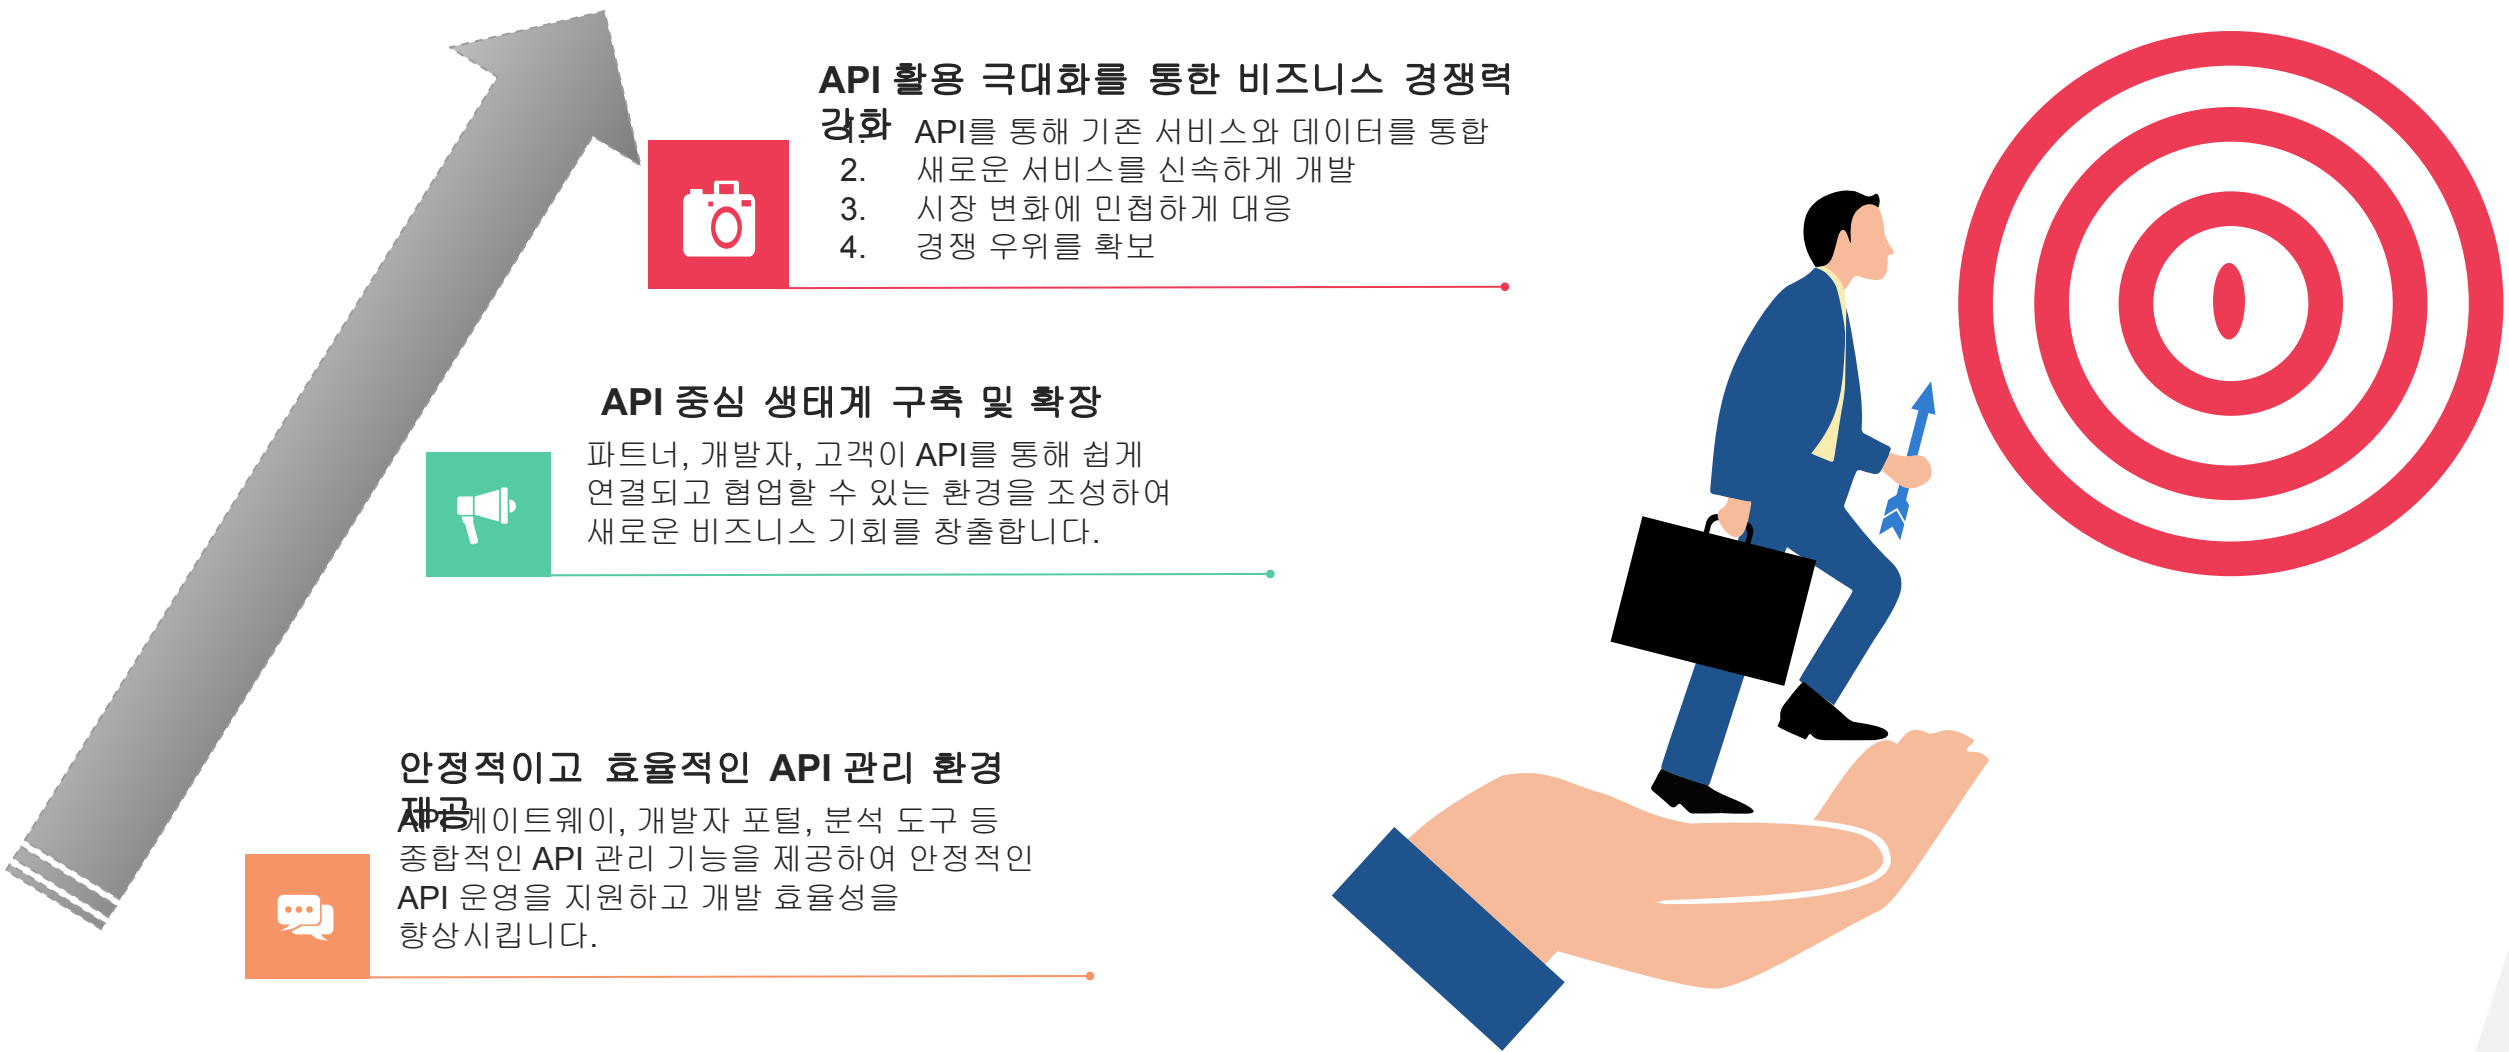 API 활용 극대화를 통한 비즈니스 경쟁력
강화
1. API를 통해 기존 서비스와 데이터를 통합
2. 새로운 서비스를 신속하게 개발
3. 시장 변화에 민첩하게 대응
4. 경쟁 우위를 확보
API 중심 생태계 구축 및 확장
파트너, 개발자, 고객이 API를 통해 쉽게
연결되고 협업할 수 있는 환경을 조성하여
새로운 비즈니스 기회를 창출합니다.
안정적이고 효율적인 API 관리 환경
제공
API 게이트웨이, 개발자 포털, 분석 도구 등
종합적인 API 관리 기능을 제공하여 안정적인
API 운영을 지원하고 개발 효율성을
향상시킵니다.